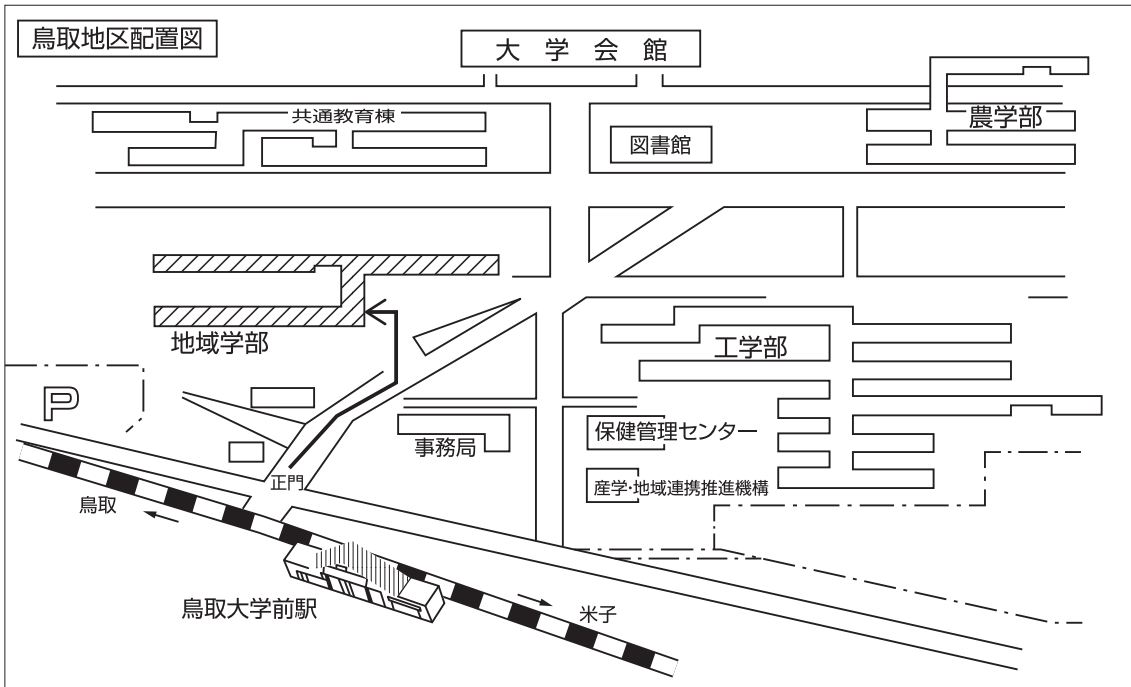 鳥取地区配置図
大学会館
共通教育棟
図書館
農学部
地域学部
工学部
P
事務局
保健管理センター
正門
産学・地域連携推進機構
鳥取
鳥取大学前駅
米子